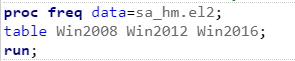 proc freq data=sa_hm.el2;
table Win2008 Win2012 Win2016;
run;